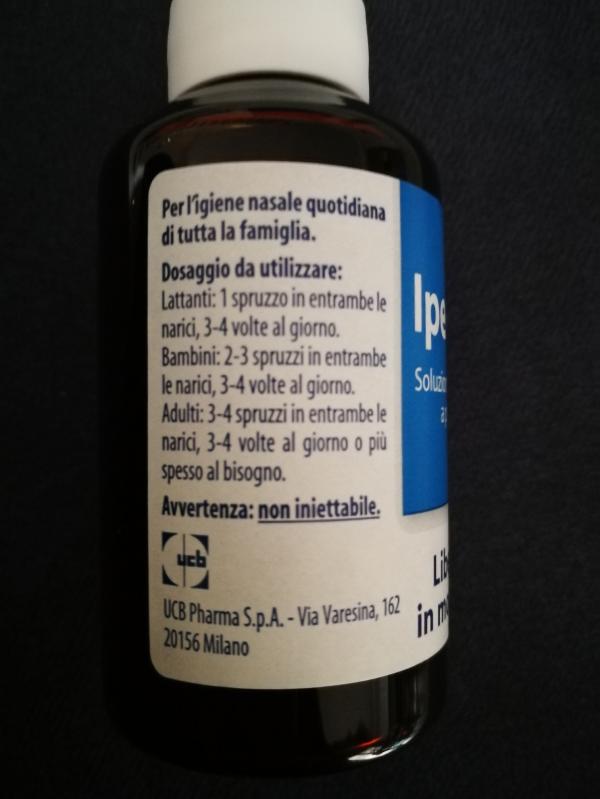 Per l'igiene nasale quotidiana
di tutta la famiglia.
Dosaggio da utilizzare:
Lattanti: 1 spruzzo in entrambe le
narici, 3-4 volte al giorno.
Bambini: 2-3 spruzzi in entrambe
le narici, 3-4 volte al giorno.
Adulti: 3-4 spruzzi in entrambe le
narici, 3-4 volte al giorno o più
spesso al bisogno.
Avvertenza: non iniettabile.
ucb
UCB Pharma S.p.A. - Via Varesina, 162
20156 Milano
in